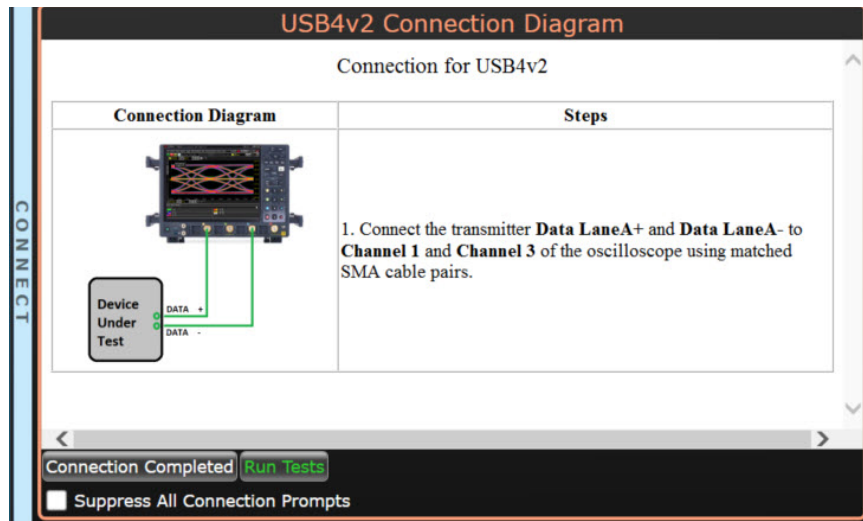 USB4v2 Connection Diagram
Connection for USB4v2
Connection Diagram
Steps
CONNECT
1. Connect the transmitter Data LaneA+ and Data LaneA- to
Channel 1 and Channel 3 of the oscilloscope using matched
SMA cable pairs.
Device
Under
Test
DATA +
DATA -
Connection Completed
Run Tests
Suppress All Connection Prompts